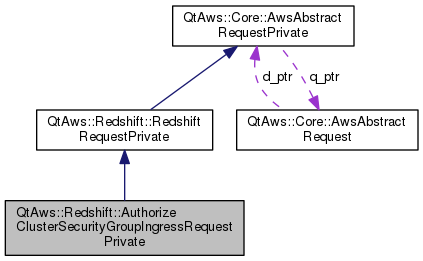 QtAws::Core::AwsAbstract
RequestPrivate
d_ptr
q_ptr
QtAws::Redshift::Redshift
RequestPrivate
QtAws::Core::AwsAbstract
Request
QtAws::Redshift::Authorize
ClusterSecurityGroupIngressRequest
Private